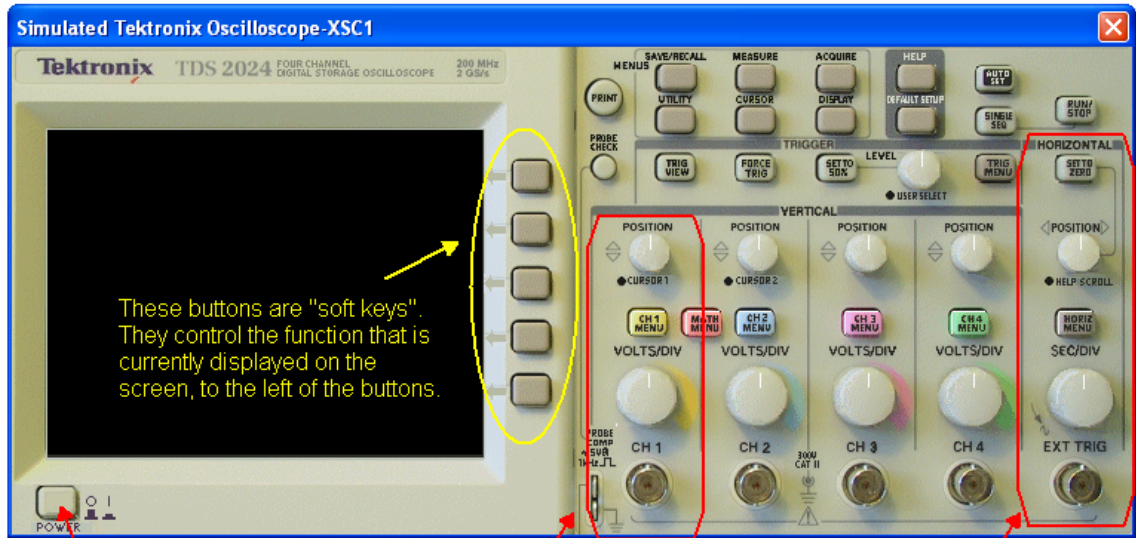 Simulated Tektronix Oscilloscope-XSC1
Tektronix TDS 2024 FOUR CHANNEL DIGITAL STORAGE OSCILLOSCOPE 200 MHz 2 GS/s
MENUS
SAVE/RECALL MEASURE ACQUIRE HELP
AUTO SET
PRINT
UTILITY CURSOR DISPLAY DEFAULT SETUP
SINGLE SEQ
RUN/STOP
PROBE CHECK
TRIGGER
HORIZONTAL
TRIG VIEW
FORCE TRIG
SET TO 50%
LEVEL
TRIG MENU
SET TO ZERO
USER SELECT
VERTICAL
POSITION POSITION POSITION POSITION POSITION
CURSOR 1 CURSOR 2 HELP SCROLL
These buttons are "soft keys".
They control the function that is
currently displayed on the
screen, to the left of the buttons.
CH 1 MENU
MATH MENU
CH 2 MENU
CH 3 MENU
CH4 MENU
HORIZ MENU
VOLTS/DIV VOLTS/DIV VOLTS/DIV VOLTS/DIV SEC/DIV
PROBE COMP
1kHz
CH 1 CH 2 CH 3 CH 4 EXT TRIG
300V
CAT II
POWER